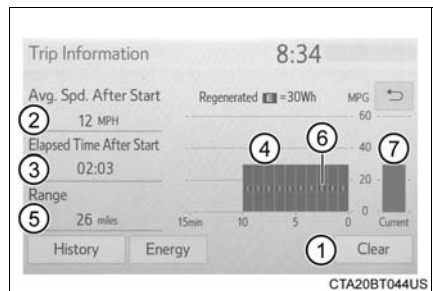 Trip Information 8:34
Avg. Spd. After Start Regenerated E =30Wh MPG
2 12 MPH 60
Elapsed Time After Start 4 6 40 7
3 02:03 20
Range
5 26 miles 15min 10 5 0 0 Current
History Energy 1 Clear
CTA20BT044US